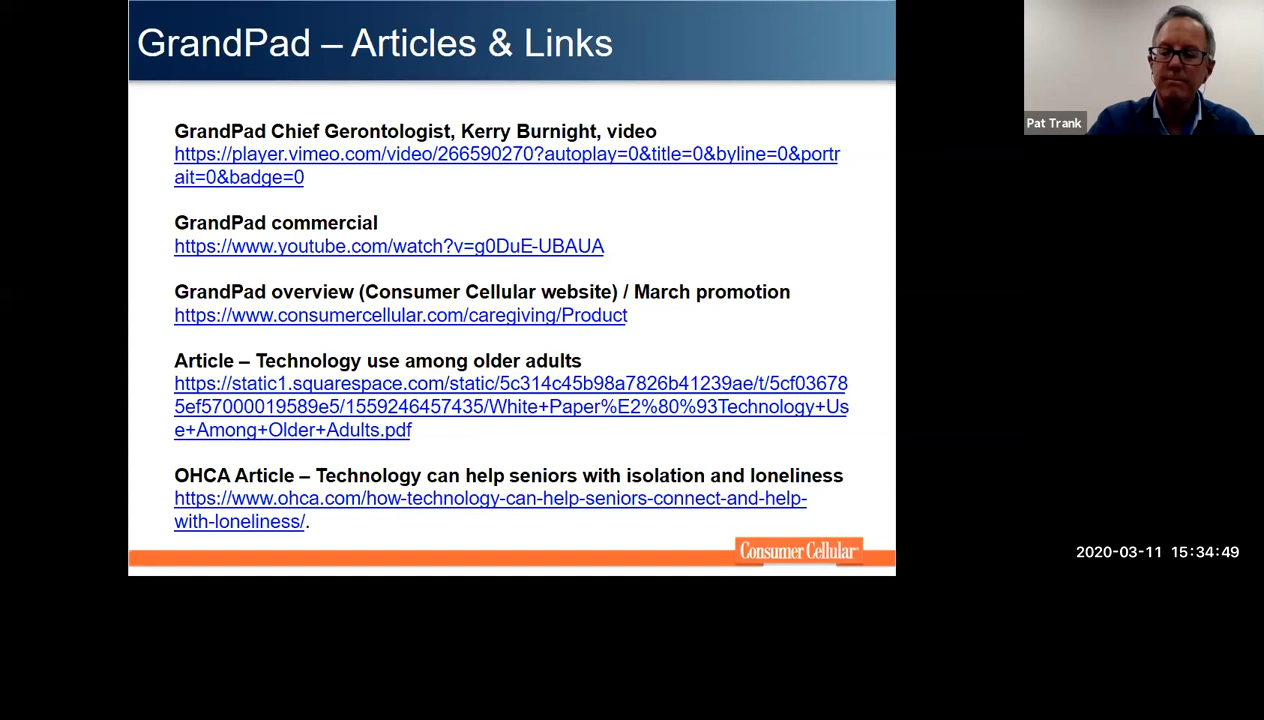 GrandPad – Articles & Links
Pat Trank
GrandPad Chief Gerontologist, Kerry Burnight, video
https://player.vimeo.com/video/266590270?autoplay=0&title=0&byline=0&portr
ait=0&badge=0
GrandPad commercial
https://www.youtube.com/watch?v=g0DuE-UBAUA
GrandPad overview (Consumer Cellular website) / March promotion
https://www.consumercellular.com/caregiving/Product
Article – Technology use among older adults
https://static1.squarespace.com/static/5c314c45b98a7826b41239ae/t/5cf03678
5ef57000019589e5/1559246457435/White+Paper%E2%80%93Technology+Us
e+Among+Older+Adults.pdf
OHCA Article – Technology can help seniors with isolation and loneliness
https://www.ohca.com/how-technology-can-help-seniors-connect-and-help-
with-loneliness/.
Consumer Cellular
2020-03-11 15:34:49